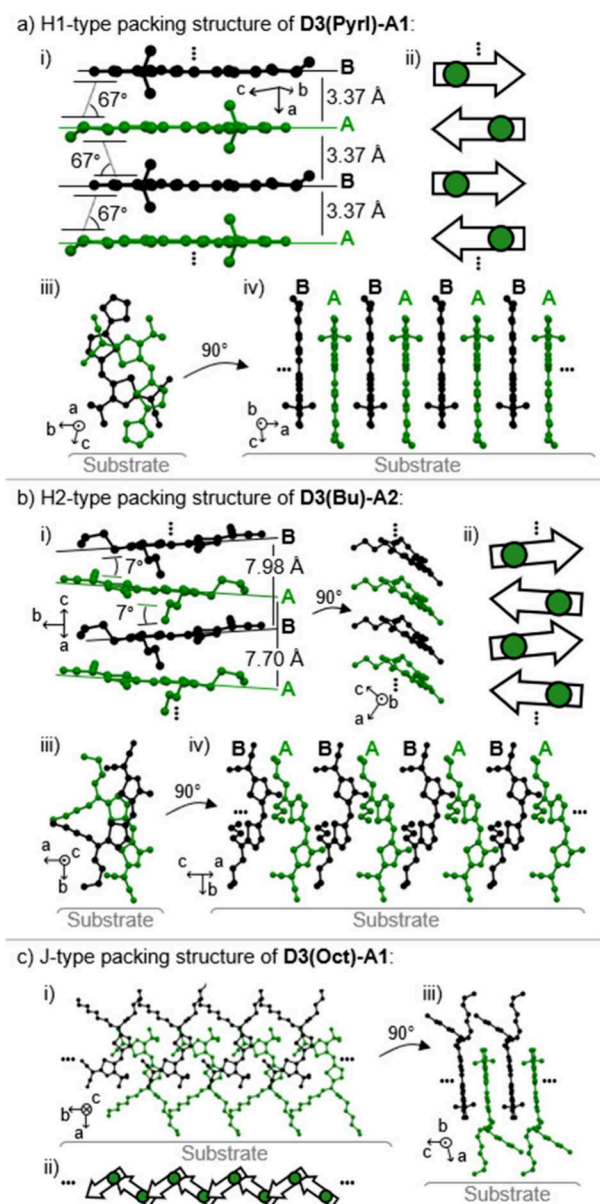 a) H1-type packing structure of D3(Pyrl)-A1:
i)
ii)
B
c b
a
67°
3.37 Å
A
67°
3.37 Å
B
67°
3.37 Å
A
iii)
iv)
B A B A B A B A
90°
a
b
c
b
a
c
Substrate
Substrate
b) H2-type packing structure of D3(Bu)-A2:
i)
ii)
B
7°
7.98 Å
A
90°
c
b
a
7°
B
7.70 Å
A
c
b
a
iii)
iv)
B A B A B A B A
90°
a c
b
c a
b
Substrate
Substrate
c) J-type packing structure of D3(Oct)-A1:
i)
iii)
90°
c
b
a
Substrate
b
c
a
ii)
Substrate